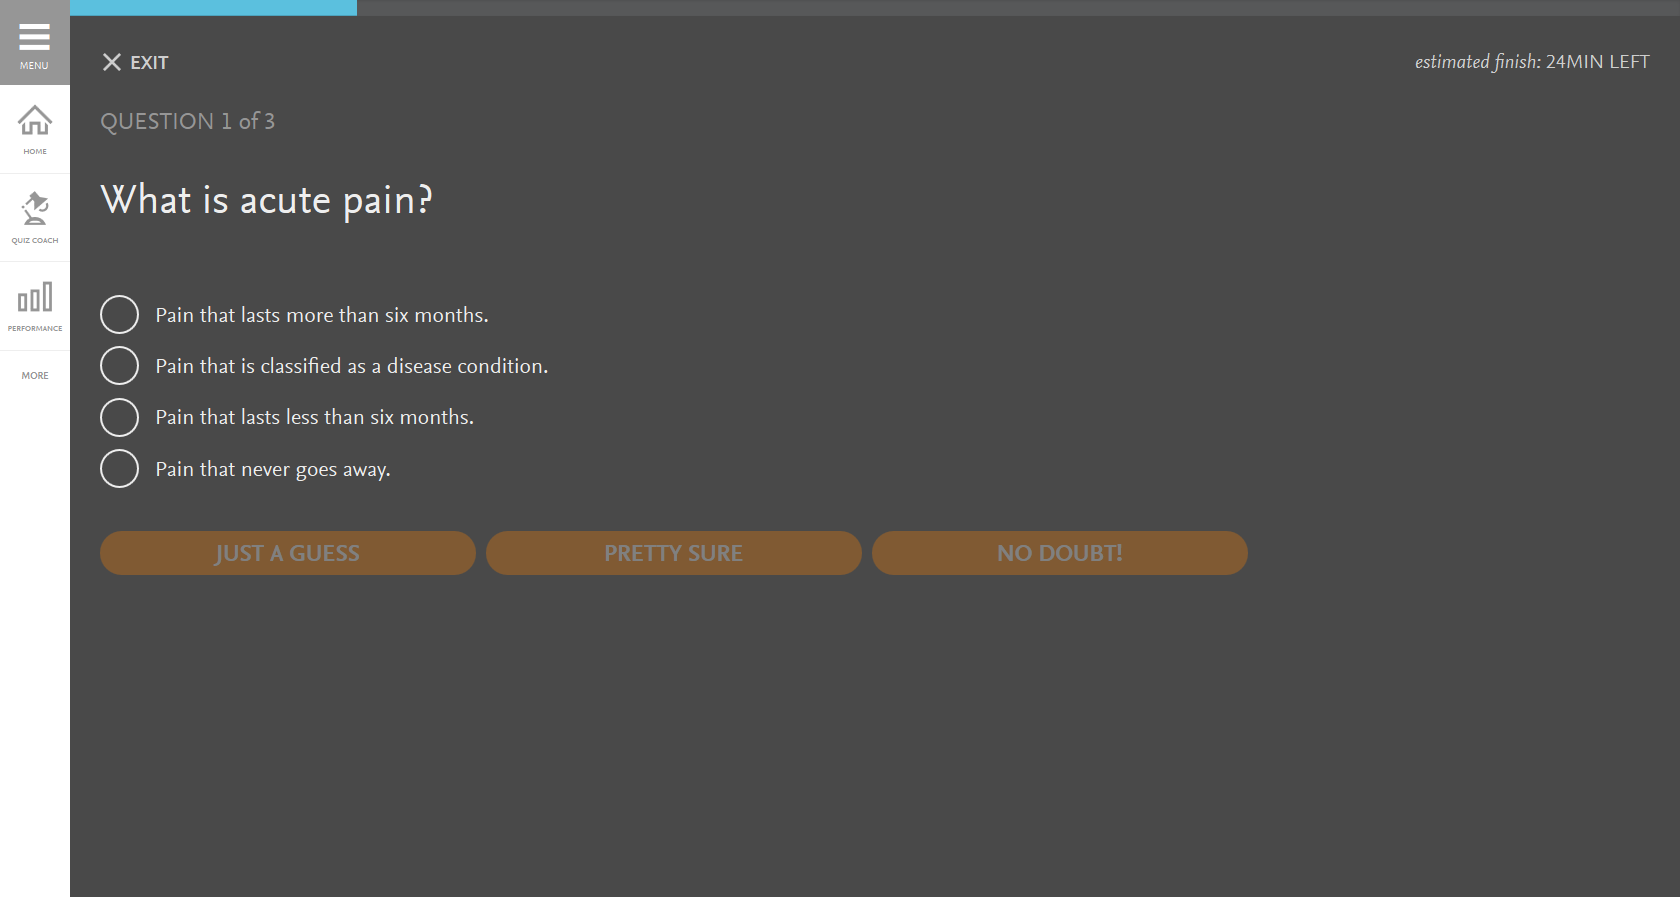 MENU
HOME
QUIZ COACH
PERFORMANCE
MORE
EXIT
estimated finish: 24MIN LEFT
QUESTION 1 of 3
What is acute pain?
Pain that lasts more than six months.
Pain that is classified as a disease condition.
Pain that lasts less than six months.
Pain that never goes away.
JUST A GUESS
PRETTY SURE
NO DOUBT!